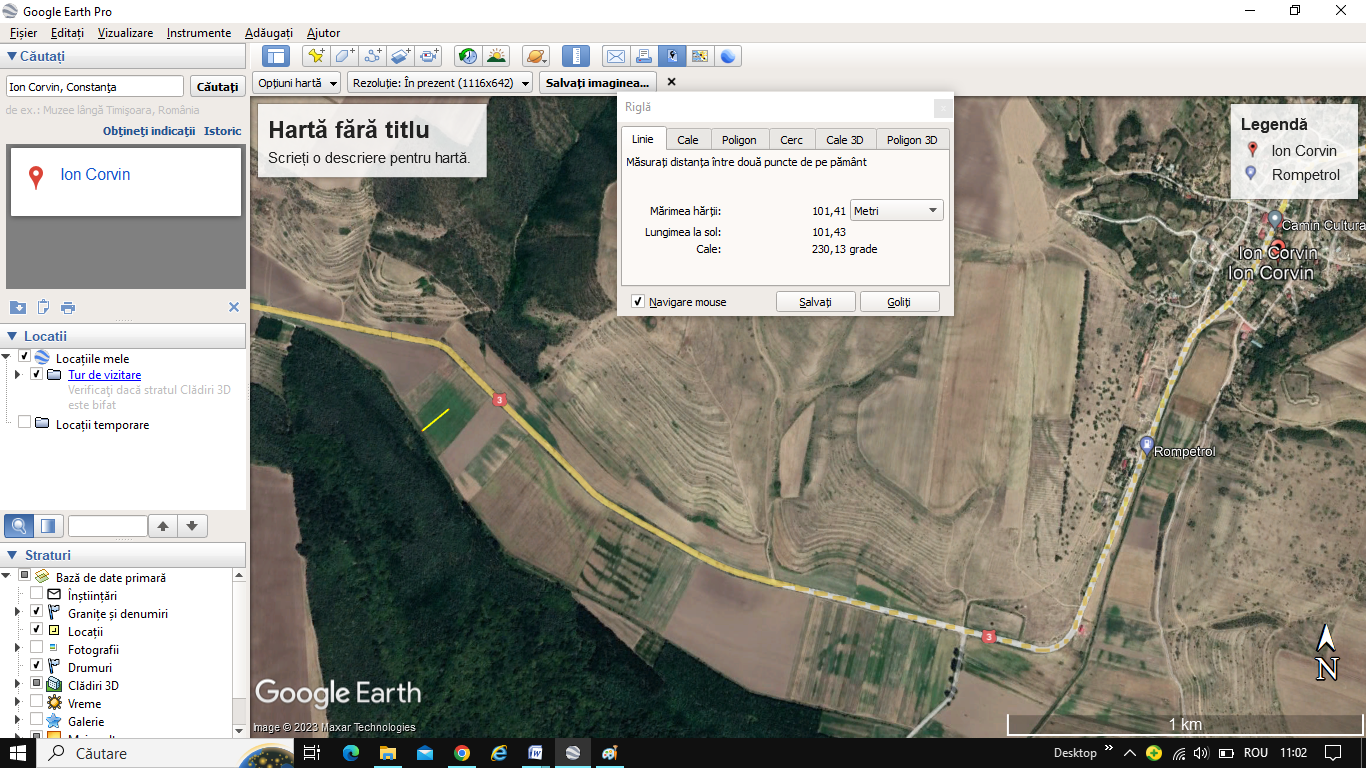 Google Earth Pro
Fișier Editați Vizualizare Instrumente Adăugați Ajutor
Căutați
Ion Corvin, Constanța
Căutați
de ex.: Muzee lângă Timișoara, România
Obțineți indicații Istoric
Ion Corvin
Locatii
Locațiile mele
Tur de vizitare
Verificați dacă stratul Clădiri 3D
este bifat
Locații temporare
Straturi
Bază de date primară
Înștiințări
Granițe și denumiri
Locații
Fotografii
Drumuri
Clădiri 3D
Vreme
Galerie
Opțiuni hartă
Rezoluție: În prezent (1116x642)
Salvați imaginea...
Hartă fără titlu
Scrieți o descriere pentru hartă.
Riglă
Linie Cale Poligon Cerc Cale 3D Poligon 3D
Măsurați distanța între două puncte de pe pământ
Mărimea hărții: 101,41 Metri
Lungimea la sol: 101,43
Cale: 230,13 grade
Navigare mouse
Salvați
Goliți
Legendă
Ion Corvin
Rompetrol
Camin Cultura
Ion Corvin
Ion Corvin
3
Rompetrol
3
N
Google Earth
Image © 2023 Maxar Technologies
1 km
Căutare
Desktop
ROU
11:02